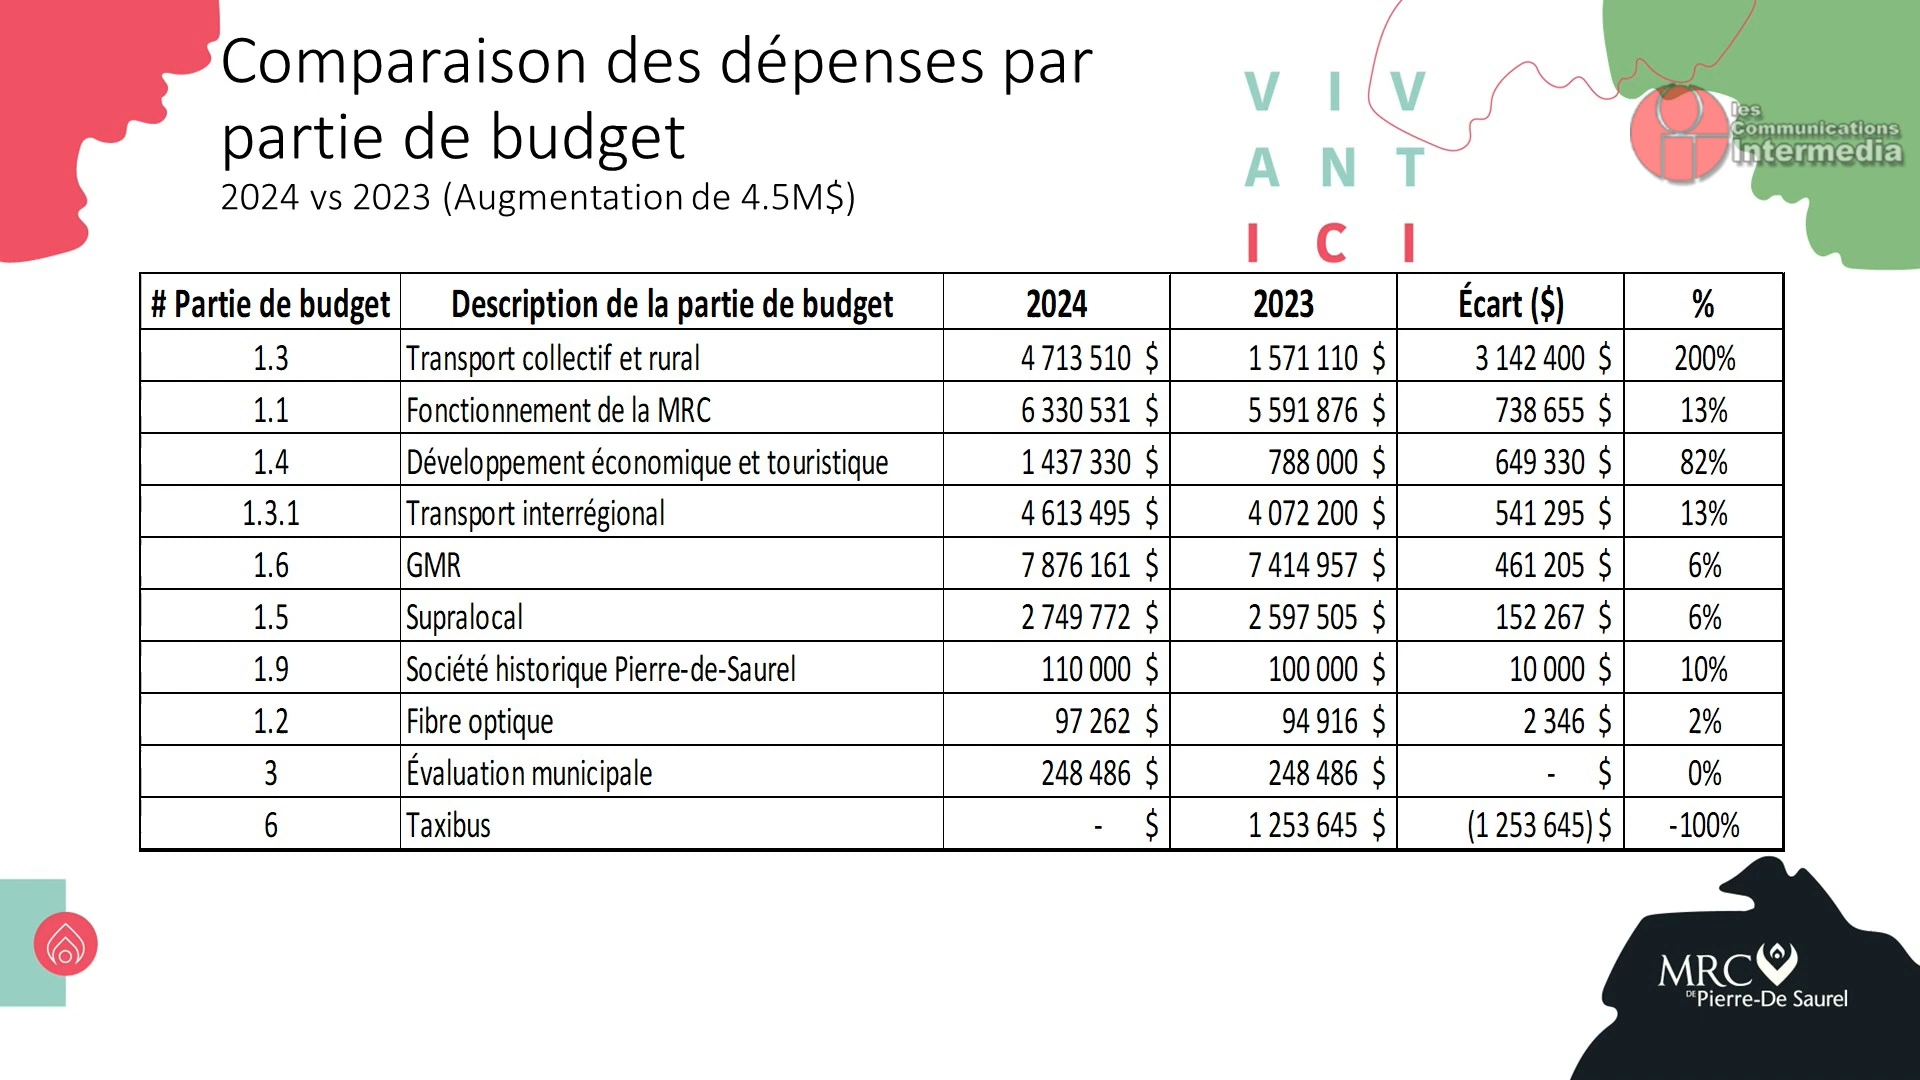 Comparaison des dépenses par
partie de budget
2024 vs 2023 (Augmentation de 4.5M$)
V I V
A N T
I C I
les
Communications
intermedia
# Partie de budget Description de la partie de budget 2024 2023 Écart ($) %
1.3 Transport collectif et rural 4 713 510 $ 1 571 110 $ 3 142 400 $ 200%
1.1 Fonctionnement de la MRC 6 330 531 $ 5 591 876 $ 738 655 $ 13%
1.4 Développement économique et touristique 1 437 330 $ 788 000 $ 649 330 $ 82%
1.3.1 Transport interrégional 4 613 495 $ 4 072 200 $ 541 295 $ 13%
1.6 GMR 7 876 161 $ 7 414 957 $ 461 205 $ 6%
1.5 Supralocal 2 749 772 $ 2 597 505 $ 152 267 $ 6%
1.9 Société historique Pierre-de-Saurel 110 000 $ 100 000 $ 10 000 $ 10%
1.2 Fibre optique 97 262 $ 94 916 $ 2 346 $ 2%
3 Évaluation municipale 248 486 $ 248 486 $ - $ 0%
6 Taxibus - $ 1 253 645 $ (1 253 645) $ -100%
MRC
DE Pierre-De Saurel